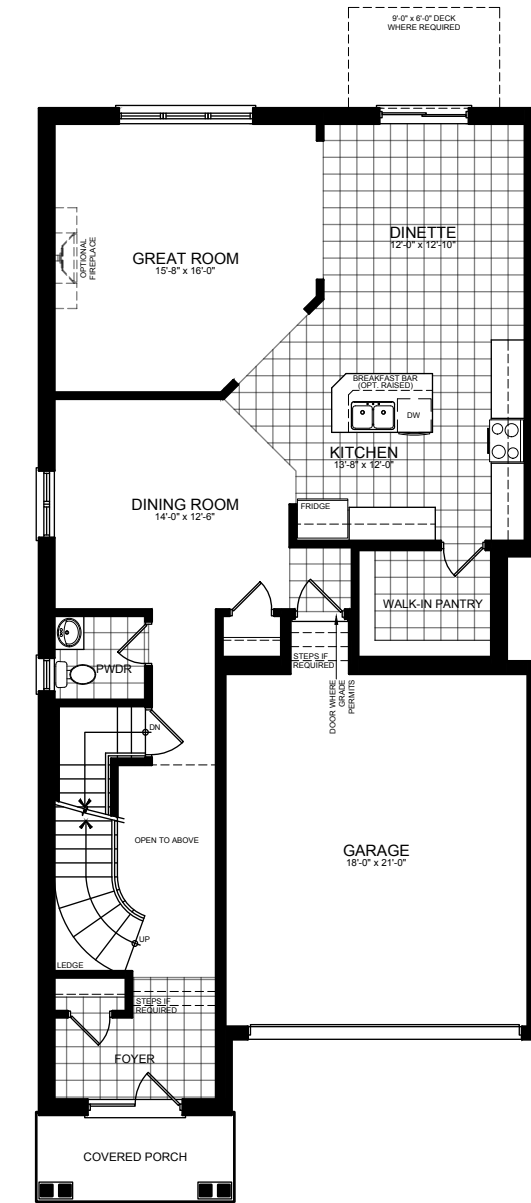 9'-0" x 6'-0" DECK
WHERE REQUIRED
DINETTE
12'-0" x 12'-10"
GREAT ROOM
15'-8" x 16'-0"
OPTIONAL
FIREPLACE
BREAKFAST BAR
(OPT. RAISED)
DW
KITCHEN
13'-8" x 12'-0"
DINING ROOM
14'-0" x 12'-6"
FRIDGE
WALK-IN PANTRY
PWDR
STEPS IF
REQUIRED
DOOR WHERE
GRADE
PERMITS
DN
OPEN TO ABOVE
GARAGE
18'-0" x 21'-0"
UP
LEDGE
STEPS IF
REQUIRED
FOYER
COVERED PORCH